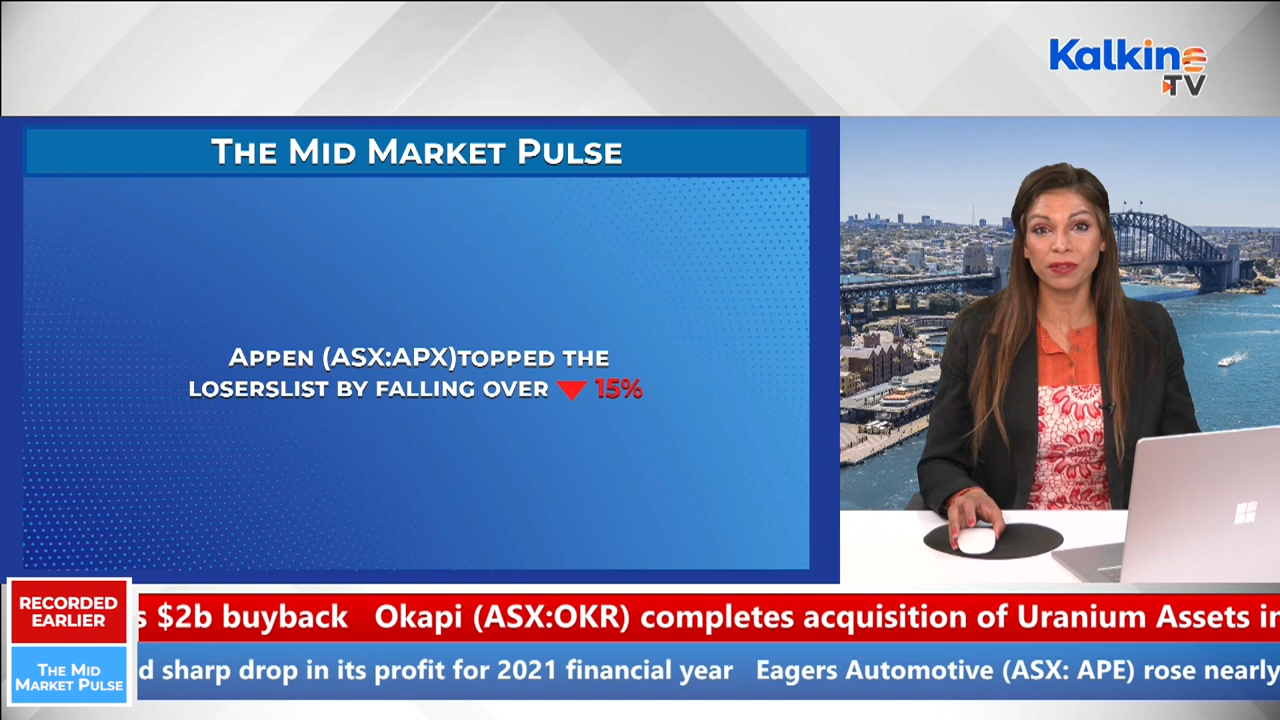 Kalkine
TV
The Mid Market Pulse
Appen (ASX:APX)topped the
loserslist by falling over ▼ 15%
RECORDED
EARLIER
s $2b buyback Okapi (ASX:OKR) completes acquisition of Uranium Assets in
The Mid
Market Pulse
d sharp drop in its profit for 2021 financial year Eagers Automotive (ASX: APE) rose nearly